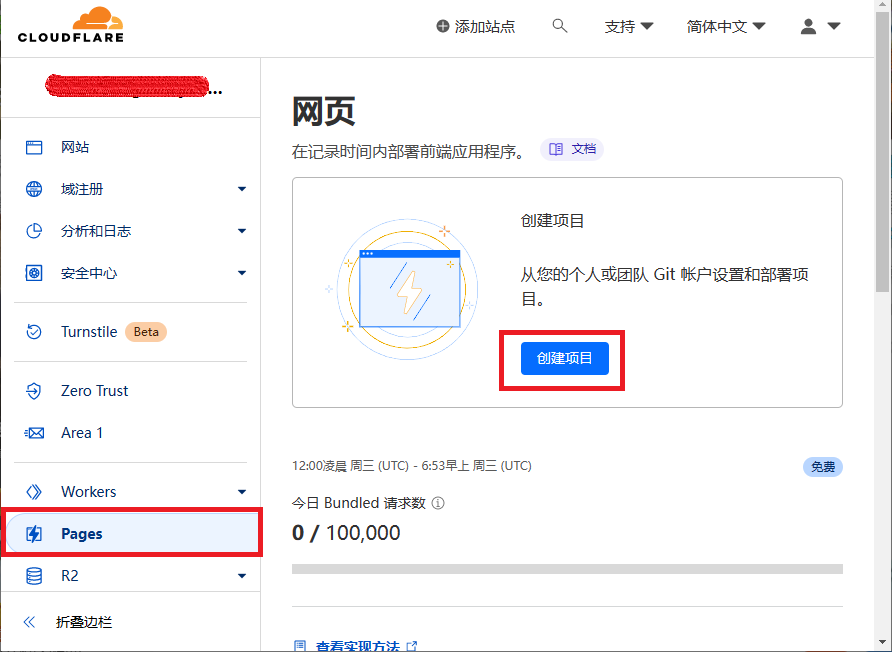 CLOUDFLARE
添加站点
支持
简体中文
...
网站
域注册
分析和日志
安全中心
Turnstile Beta
Zero Trust
Area 1
Workers
Pages
R2
折叠边栏
网页
在记录时间内部署前端应用程序。 文档
创建项目
从您的个人或团队 Git 帐户设置和部署项
目。
创建项目
12:00凌晨 周三 (UTC) - 6:53早上 周三 (UTC)
免费
今日 Bundled 请求数
0 / 100,000
查看实现方法